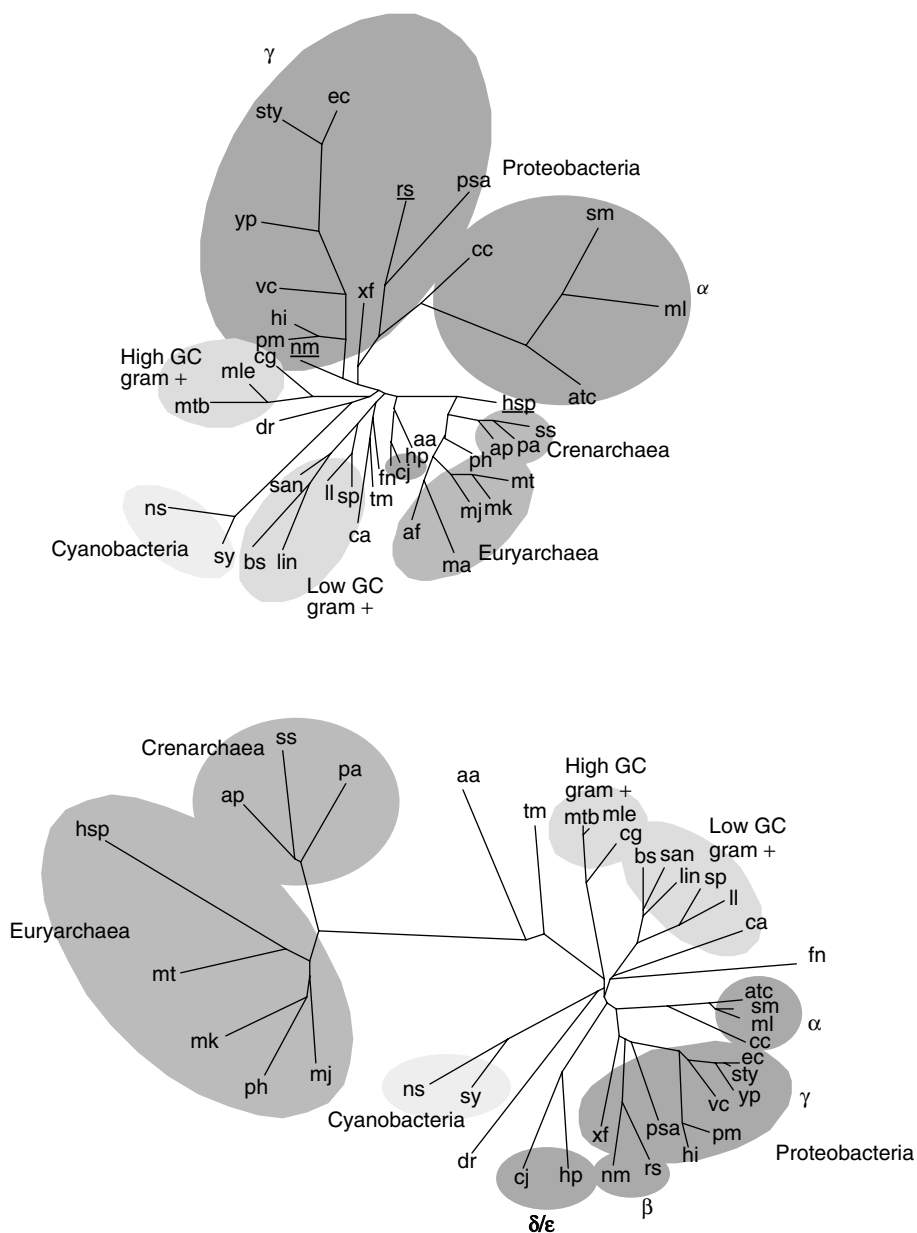 γ
ec
sty
Proteobacteria
rs
psa
sm
yp
cc
vc
xf
ml
α
hi
pm
nm
High GC
gram +
cg
mle
mtb
atc
hsp
dr
ss
aa
ap
pa
Crenarchaea
hp
ph
fn
cj
san
ll
sp
tm
mt
ns
mj
mk
af
ca
Cyanobacteria
sy
bs
lin
Euryarchaea
ma
Low GC
gram +
ss
Crenarchaea
pa
aa
High GC
gram +
ap
tm
mtb
mle
hsp
cg
Low GC
gram +
bs
san
lin
sp
ll
Euryarchaea
ca
mt
fn
atc
sm
ml
α
mk
cc
ec
sty
ph
mj
ns
sy
vc
yp
γ
Cyanobacteria
xf
psa
pm
dr
hi
Proteobacteria
cj
hp
nm
rs
β
δ/ε